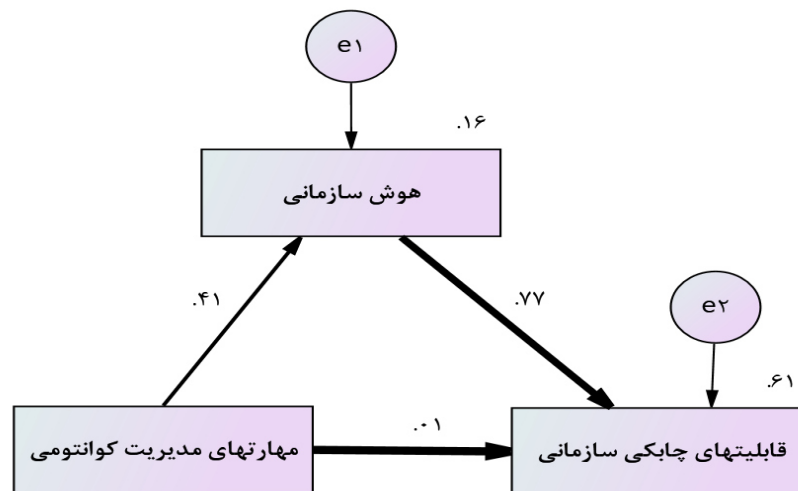 e۱
.۱۶
هوش سازمانی
.۴۱
.۷۷
e۲
.۶۱
مهارتهای مدیریت کوانتومی
.۰۱
قابلیتهای چابکی سازمانی